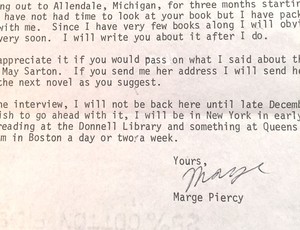 ng out to Allendale, Michigan, for three months startin
have not had time to look at your book but I have pack
with me. Since I have very few books along I will obvi
very soon. I will write you about it after I do.
appreciate it if you would pass on what I said about th
May Sarton. If you send me her address I will send he
the next novel as you suggest.
he interview, I will not be back here until late Decemb
ish to go ahead with it, I will be in New York in early
reading at the Donnell Library and something at Queens
m in Boston a day or two a week.
Yours,
Marge
Marge Piercy